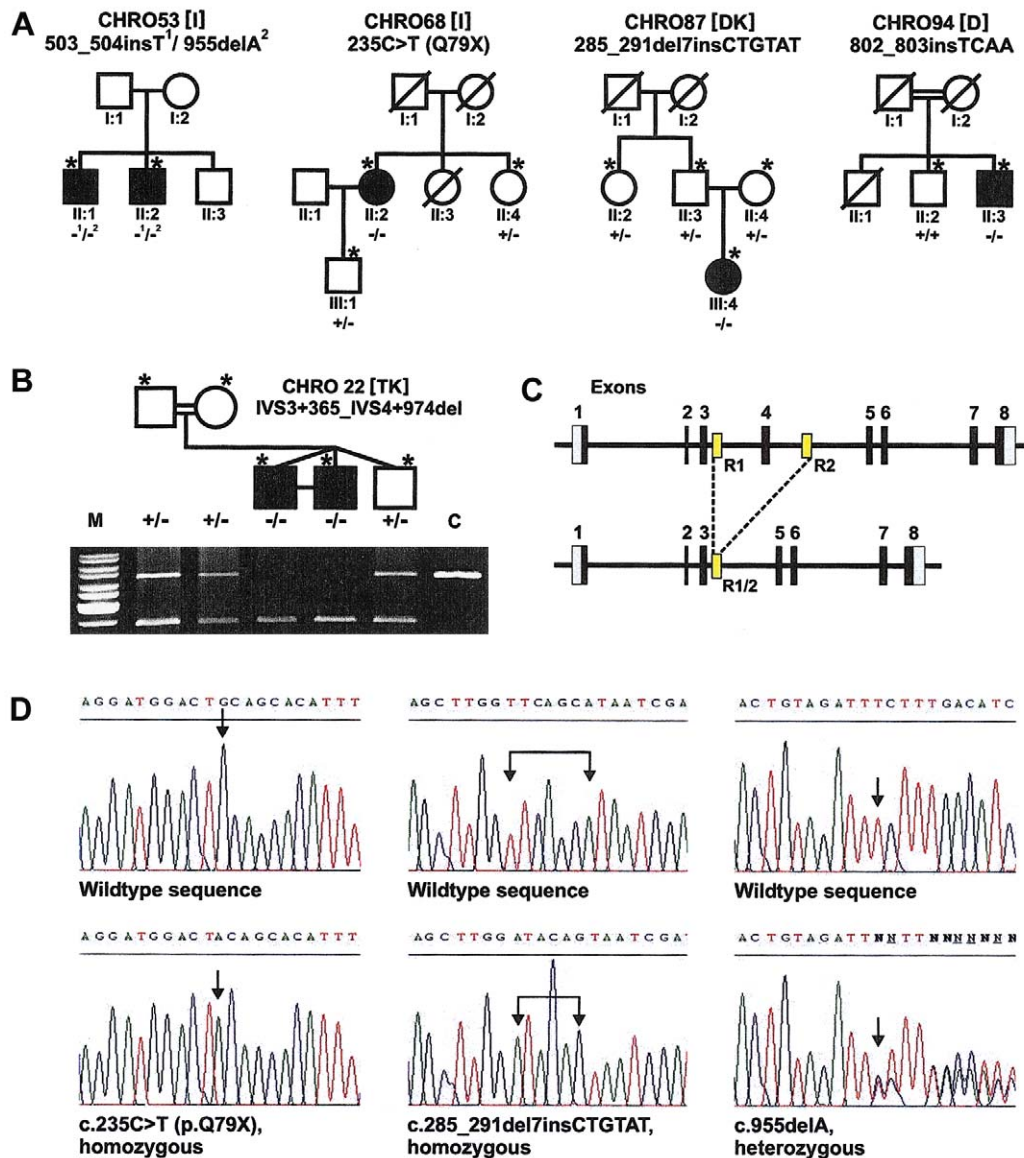 A
CHRO53 [I]
503_504insT¹/ 955delA²
I:1
I:2
*
*
II:1
II:2
II:3
-¹/-²
-¹/-²
CHRO68 [I]
235C>T (Q79X)
I:1
I:2
*
*
II:1
II:2
II:3
II:4
-/-
+/-
*
III:1
+/-
CHRO87 [DK]
285_291del7insCTGTAT
I:1
I:2
*
*
*
II:2
II:3
II:4
+/-
+/-
+/-
*
III:4
-/-
CHRO94 [D]
802_803insTCAA
I:1
I:2
*
*
II:1
II:2
II:3
+/+
-/-
B
*
*
CHRO 22 [TK]
IVS3+365_IVS4+974del
*
*
*
M
+/-
+/-
-/-
-/-
+/-
C
C
Exons
1
2
3
4
5
6
7
8
R1
R2
1
2
3
5
6
7
8
R1/2
D
AGGATGGACTGCAGCACATTT
Wildtype sequence
AGCTTGGTTCAGCATAATCGA
Wildtype sequence
ACTGTAGATTTCTTTGACATC
Wildtype sequence
AGGATGGACTACAGCACATTT
c.235C>T (p.Q79X),
homozygous
AGCTTGGATACAGTAATCGAT
c.285_291del7insCTGTAT,
homozygous
ACTGTAGATTNNTTNNNNNNN
c.955delA,
heterozygous